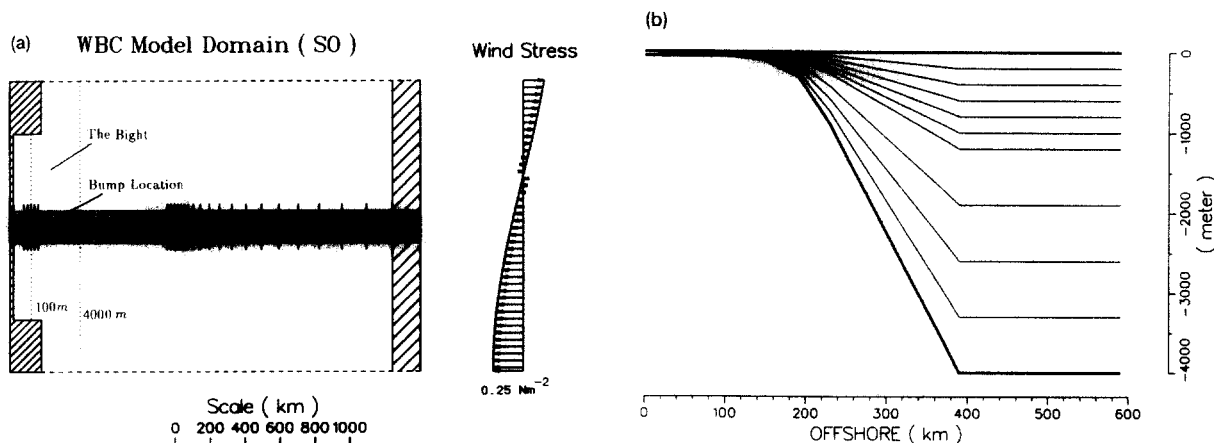 (a) WBC Model Domain ( SO )
Wind Stress
The Bight
Bump Location
100m
4000 m
0.25 Nm⁻²
Scale ( km )
0 200 400 600 800 1000
(b)
0
-1000
-2000
-3000
-4000
( meter )
0 100 200 300 400 500 600
OFFSHORE ( km )